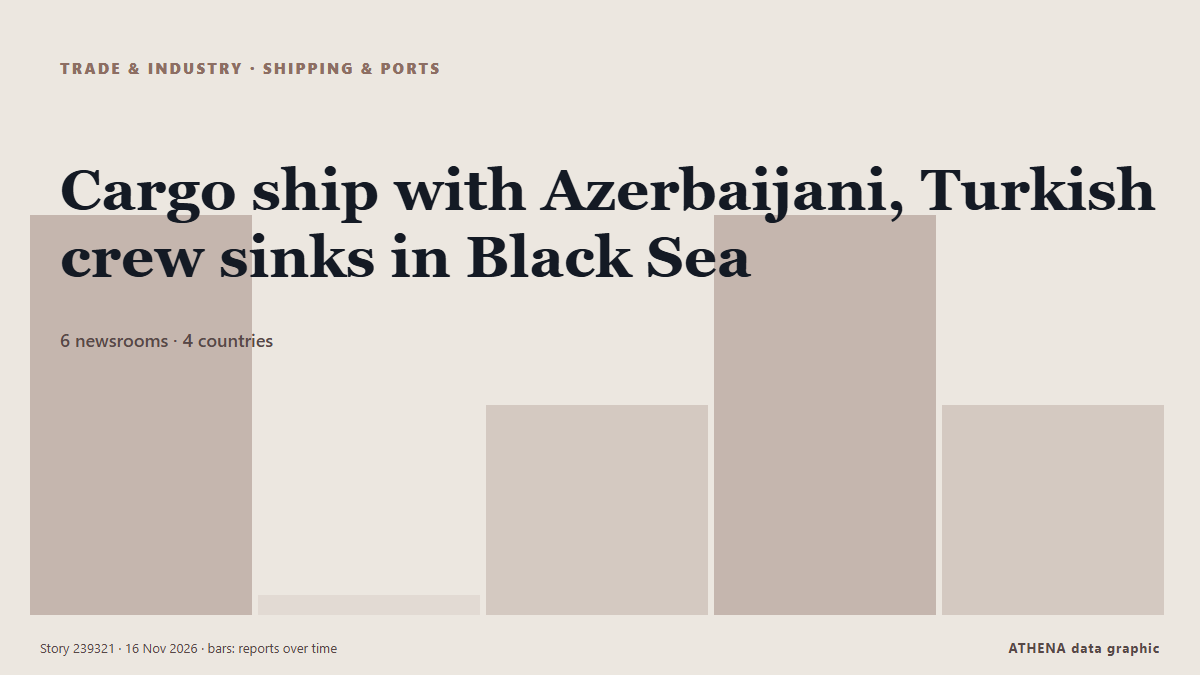 TRADE & INDUSTRY · SHIPPING & PORTS
Cargo ship with Azerbaijani, Turkish
crew sinks in Black Sea
6 newsrooms · 4 countries
Story 239321 · 16 Nov 2026 · bars: reports over time
ATHENA data graphic